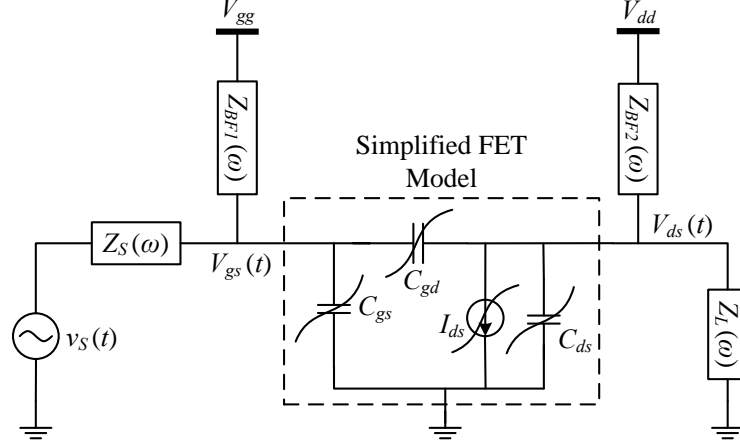 V_gg
V_dd
Z_BF1(ω)
Z_BF2(ω)
Simplified FET
Model
Z_S(ω)
V_gs(t)
V_ds(t)
C_gd
C_gs
I_ds
C_ds
v_S(t)
Z_L(ω)